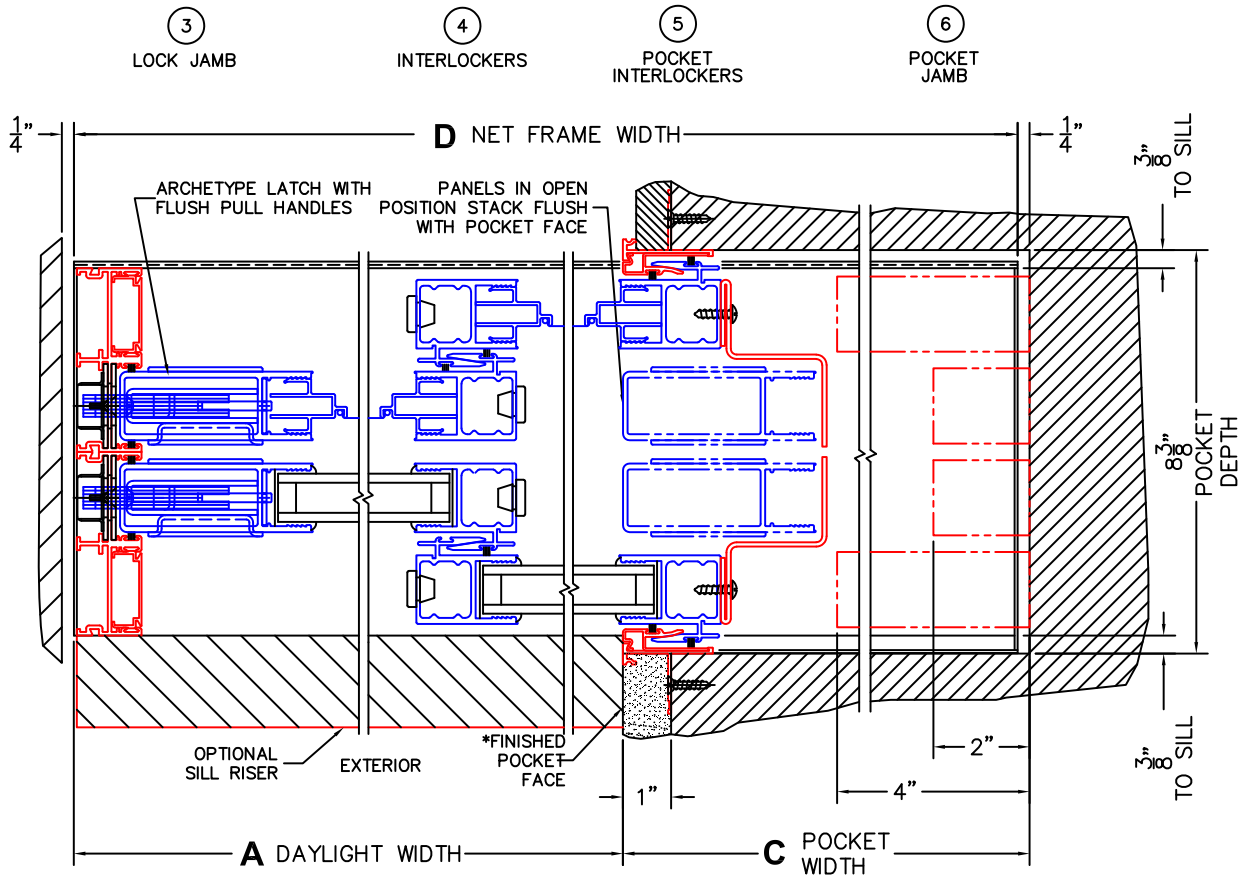 3
LOCK JAMB
4
INTERLOCKERS
5
POCKET
INTERLOCKERS
6
POCKET
JAMB
1/4"
D NET FRAME WIDTH
1/4"
3/8"
TO SILL
ARCHETYPE LATCH WITH
FLUSH PULL HANDLES
PANELS IN OPEN
POSITION STACK FLUSH
WITH POCKET FACE
8 3/8"
POCKET
DEPTH
OPTIONAL
SILL RISER
EXTERIOR
*FINISHED
POCKET
FACE
1"
2"
4"
3/8"
TO SILL
A DAYLIGHT WIDTH
C POCKET
WIDTH